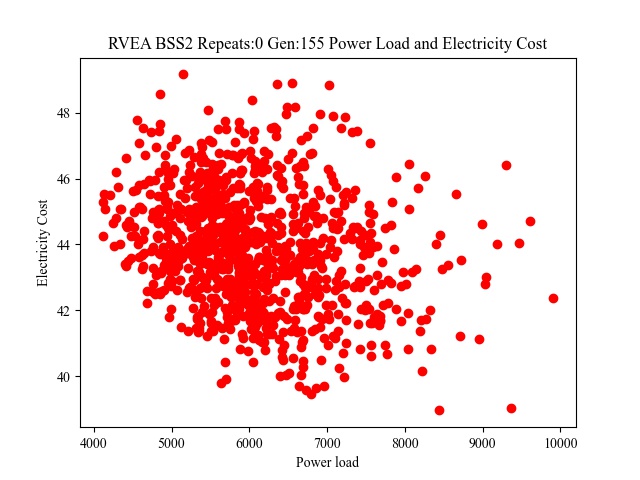 RVEA BSS2 Repeats:0 Gen:155 Power Load and Electricity Cost
48
46
44
42
40
Electricity Cost
4000 5000 6000 7000 8000 9000 10000
Power load